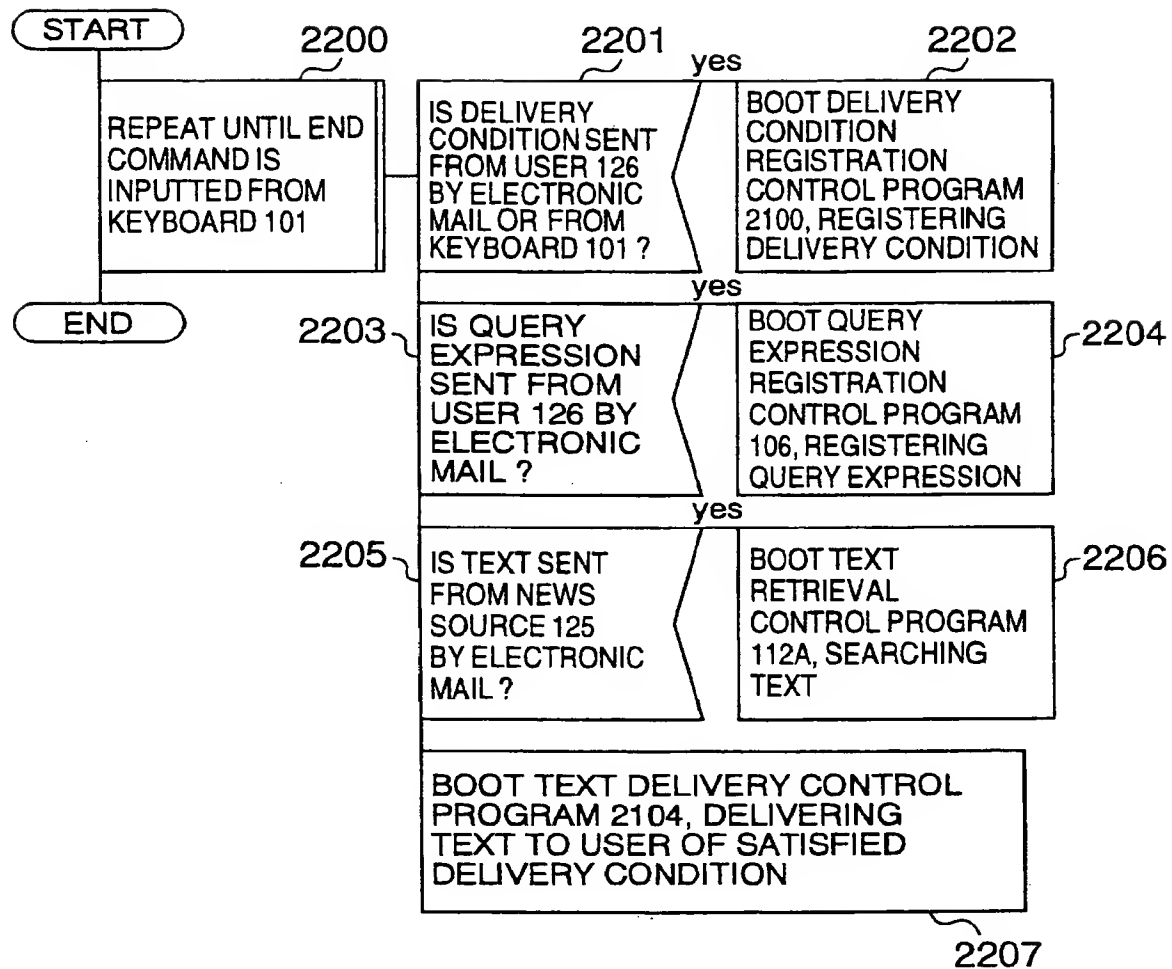 START
2200
2201
yes
2202
REPEAT UNTIL END
COMMAND IS
INPUTTED FROM
KEYBOARD 101
IS DELIVERY
CONDITION SENT
FROM USER 126
BY ELECTRONIC
MAIL OR FROM
KEYBOARD 101 ?
BOOT DELIVERY
CONDITION
REGISTRATION
CONTROL PROGRAM
2100, REGISTERING
DELIVERY CONDITION
END
yes
2203
IS QUERY
EXPRESSION
SENT FROM
USER 126 BY
ELECTRONIC
MAIL ?
BOOT QUERY
EXPRESSION
REGISTRATION
CONTROL PROGRAM
106, REGISTERING
QUERY EXPRESSION
2204
yes
2205
IS TEXT SENT
FROM NEWS
SOURCE 125
BY ELECTRONIC
MAIL ?
BOOT TEXT
RETRIEVAL
CONTROL PROGRAM
112A, SEARCHING
TEXT
2206
BOOT TEXT DELIVERY CONTROL
PROGRAM 2104, DELIVERING
TEXT TO USER OF SATISFIED
DELIVERY CONDITION
2207